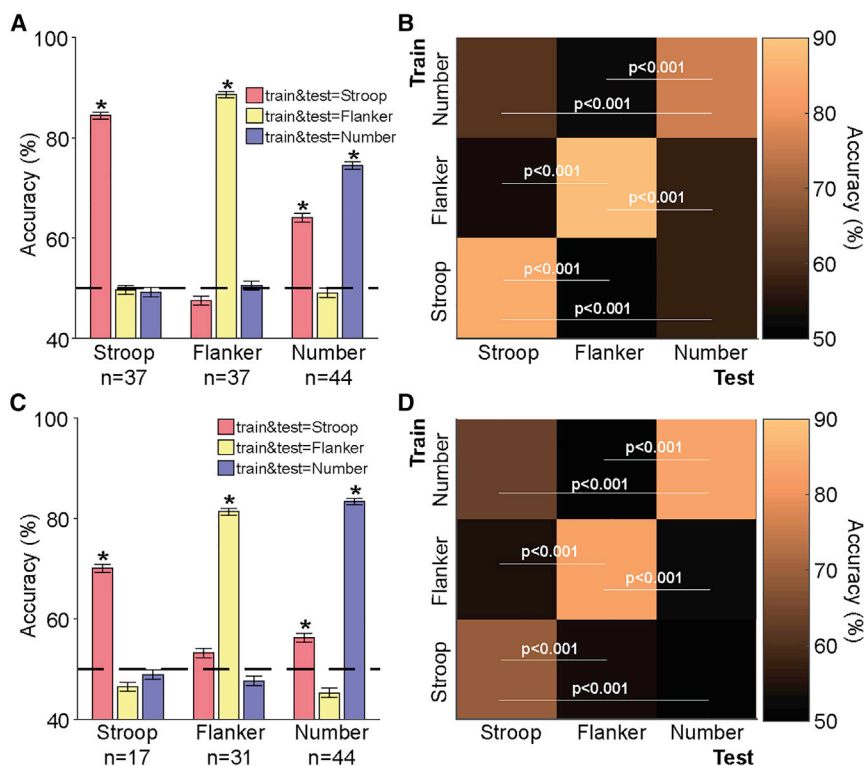 A
100
80
60
40
Accuracy (%)
*
*
*
*
train&test=Stroop
train&test=Flanker
train&test=Number
Stroop
Flanker
Number
n=37
n=37
n=44
B
Train
Number
Flanker
Stroop
p<0.001
p<0.001
p<0.001
p<0.001
p<0.001
p<0.001
Stroop
Flanker
Number
Test
90
80
70
60
50
Accuracy (%)
C
100
80
60
40
Accuracy (%)
*
*
*
*
train&test=Stroop
train&test=Flanker
train&test=Number
Stroop
Flanker
Number
n=17
n=31
n=44
D
Train
Number
Flanker
Stroop
p<0.001
p<0.001
p<0.001
p<0.001
p<0.001
p<0.001
Stroop
Flanker
Number
Test
90
80
70
60
50
Accuracy (%)